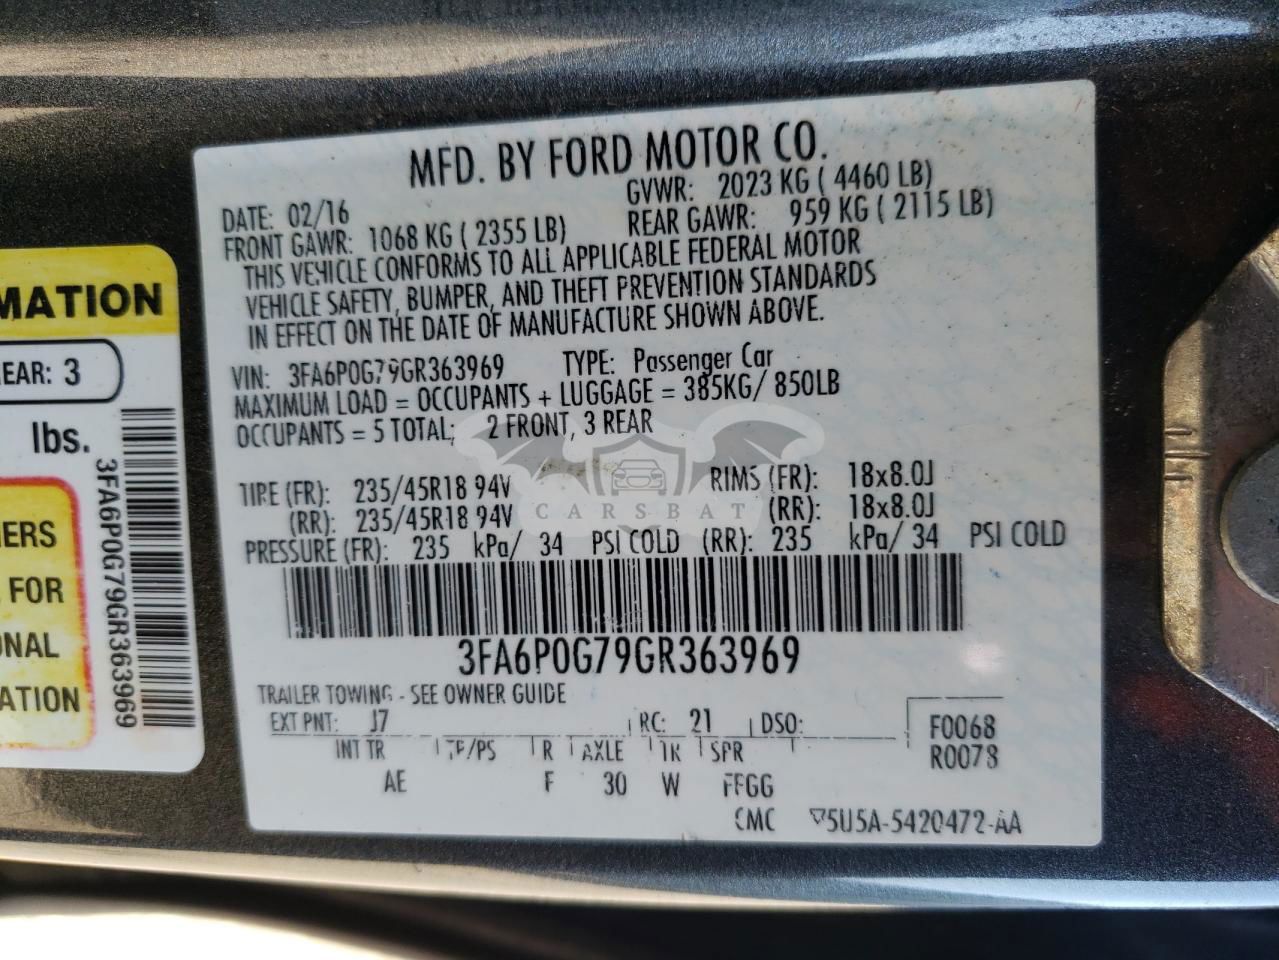 MFD. BY FORD MOTOR CO.
DATE: 02/16 GVWR: 2023 KG ( 4460 LB)
FRONT GAWR: 1068 KG ( 2355 LB) REAR GAWR: 959 KG ( 2115 LB)
THIS VEHICLE CONFORMS TO ALL APPLICABLE FEDERAL MOTOR
VEHICLE SAFETY, BUMPER, AND THEFT PREVENTION STANDARDS
IN EFFECT ON THE DATE OF MANUFACTURE SHOWN ABOVE.
VIN: 3FA6P0G79GR363969 TYPE: Passenger Car
MAXIMUM LOAD = OCCUPANTS + LUGGAGE = 385KG/ 850LB
OCCUPANTS = 5 TOTAL; 2 FRONT, 3 REAR
TIRE (FR): 235/45R18 94V RIMS (FR): 18x8.0J
(RR): 235/45R18 94V (RR): 18x8.0J
PRESSURE (FR): 235 kPa/ 34 PSI COLD (RR): 235 kPa/ 34 PSI COLD
3FA6P0G79GR363969
TRAILER TOWING - SEE OWNER GUIDE
EXT PNT: J7 RC: 21 DSO:
F0068
R0078
INT TR TP/PS R AXLE TR SPR
AE F 30 W FFGG
CMC 5U5A-5420472-AA
CARSBAT
MATION
EAR: 3
lbs.
3FA6P0G79GR363969
ERS
FOR
ONAL
ATION